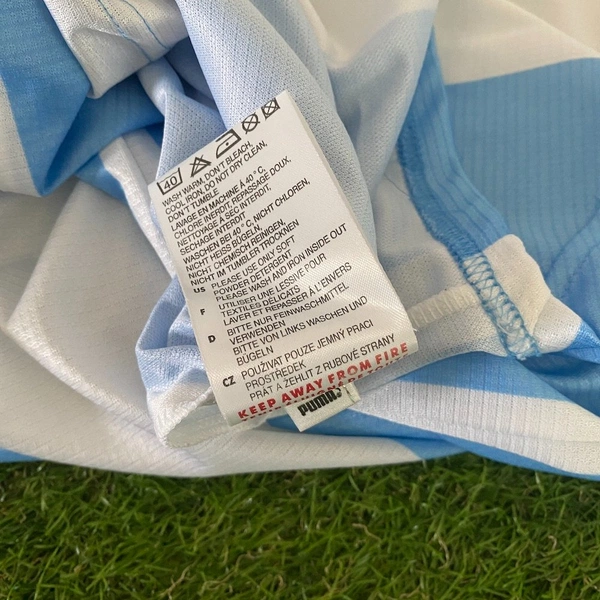 40
WASH WARM, DON'T BLEACH,
COOL IRON, DO NOT DRY CLEAN,
DON'T TUMBLE
LAVAGE EN MACHINE À 40° C,
CHLORE INERDIT, REPASSAGE DOUX.
NETTOYAGE A SEC INTERDIT,
SECHAGE INTERDIT
WASCHEN BEI 40° C, NICHT CHLOREN,
NICHT HEISS BÜGELN,
NICHT CHEMISCH REINIGEN,
NICHT IM TUMBLER TROCKNEN
US PLEASE USE ONLY SOFT
POWDER DETERGENT
PLEASE WASH AND IRON INSIDE OUT
F UTILISER UNE LESSIVE POUR
TEXTILES DÉLICATS
LAVER ET REPASSER À L'ENVERS
D BITTE NUR FEINWASCHMITTEL
VERWENDEN
BITTE VON LINKS WASCHEN UND
BÜGELN
CZ POUŽÍVAT POUZE JEMNÝ PRACI
PROSTŘEDEK
PRÁT A ŽEHLIT Z RUBOVÉ STRANY
KEEP AWAY FROM FIRE
PUMA